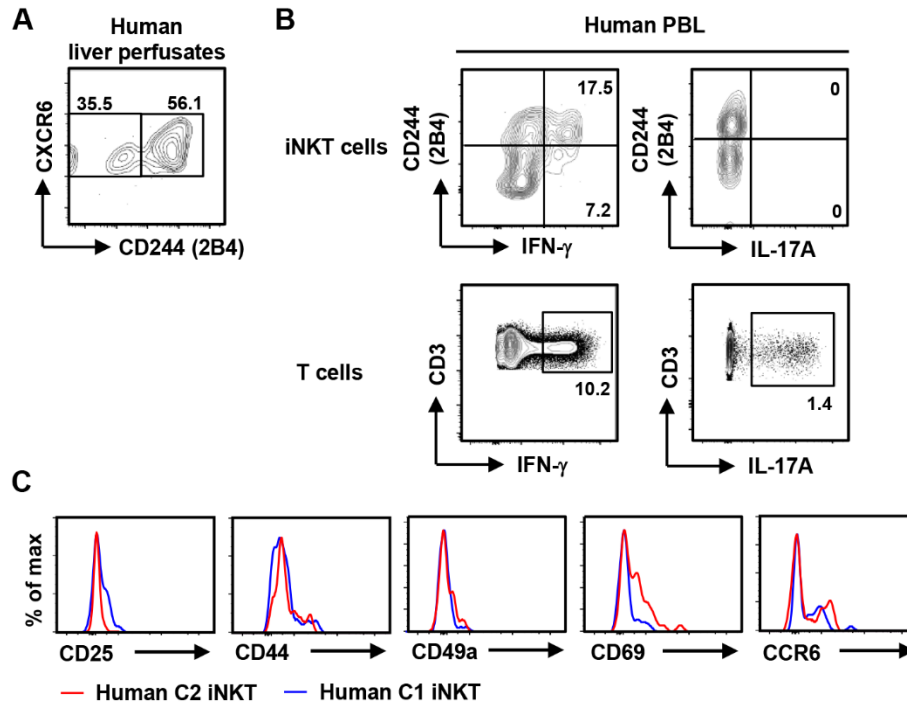 A
Human
liver perfusates
35.5
56.1
CXCR6
CD244 (2B4)
B
Human PBL
iNKT cells
CD244
(2B4)
17.5
7.2
IFN-γ
CD244
(2B4)
0
0
IL-17A
T cells
CD3
10.2
IFN-γ
CD3
1.4
IL-17A
C
% of max
CD25
CD44
CD49a
CD69
CCR6
Human C2 iNKT
Human C1 iNKT